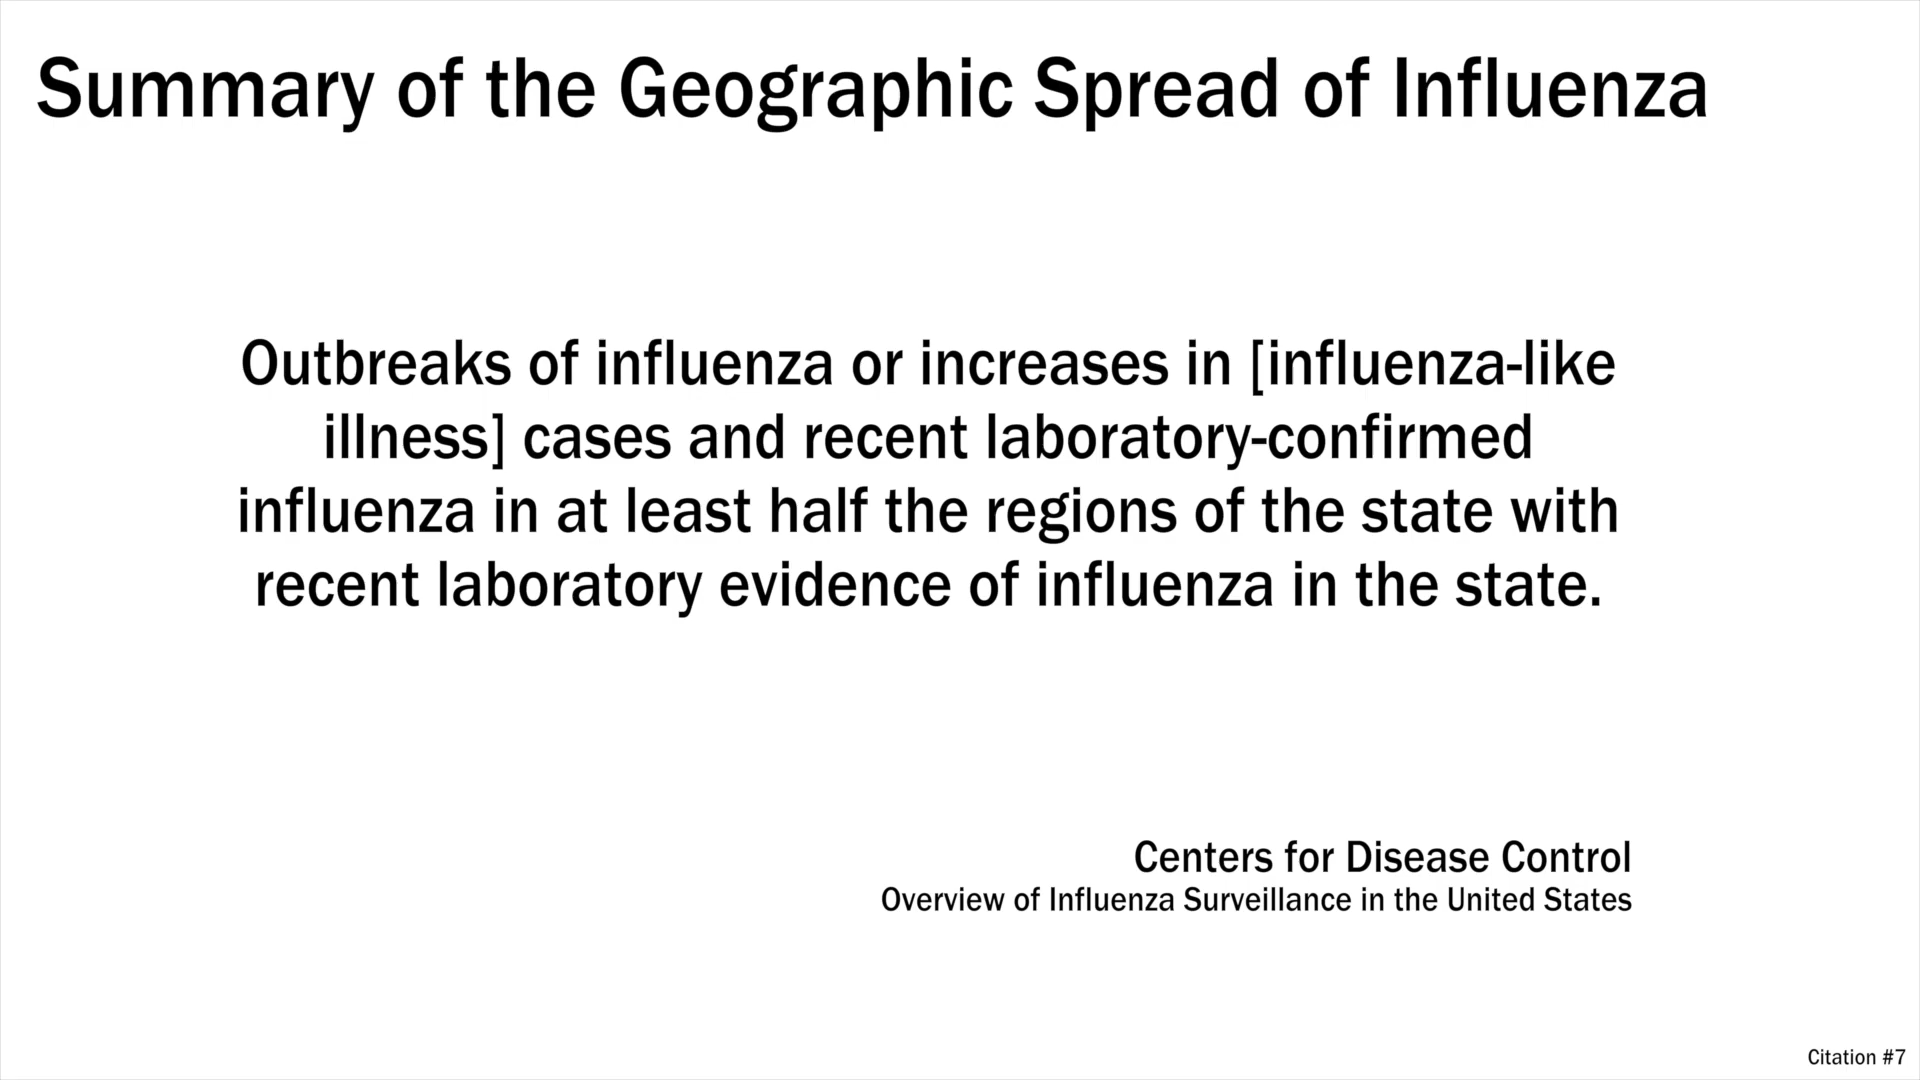 Summary of the Geographic Spread of Influenza
Outbreaks of influenza or increases in [influenza-like
illness] cases and recent laboratory-confirmed
influenza in at least half the regions of the state with
recent laboratory evidence of influenza in the state.
Centers for Disease Control
Overview of Influenza Surveillance in the United States
Citation #7